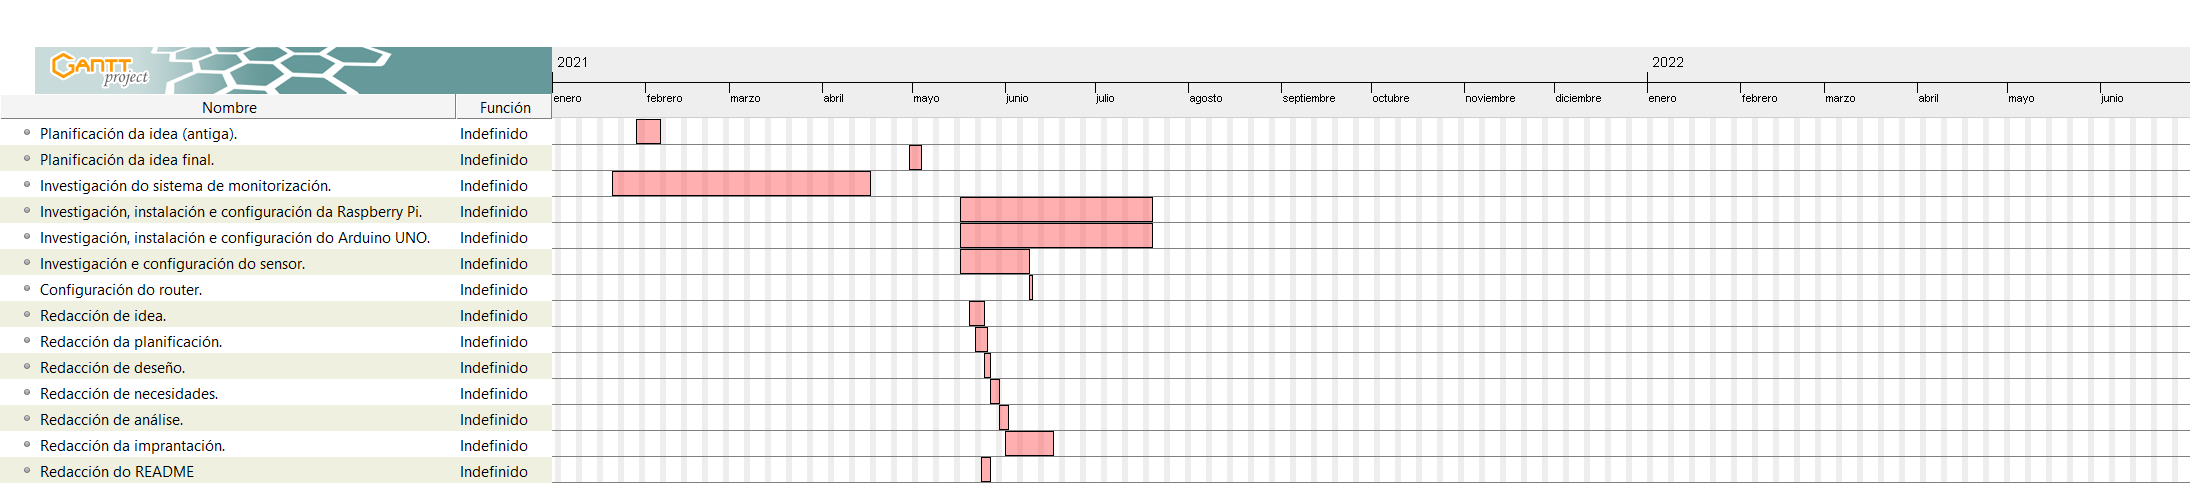 GANTT
project
2021 2022
enero febrero marzo abril mayo junio julio agosto septiembre octubre noviembre diciembre enero febrero marzo abril mayo junio
Nombre Función
Planificación da idea (antiga). Indefinido
Planificación da idea final. Indefinido
Investigación do sistema de monitorización. Indefinido
Investigación, instalación e configuración da Raspberry Pi. Indefinido
Investigación, instalación e configuración do Arduino UNO. Indefinido
Investigación e configuración do sensor. Indefinido
Configuración do router. Indefinido
Redacción de idea. Indefinido
Redacción da planificación. Indefinido
Redacción de deseño. Indefinido
Redacción de necesidades. Indefinido
Redacción de análise. Indefinido
Redacción da imprantación. Indefinido
Redacción do README Indefinido